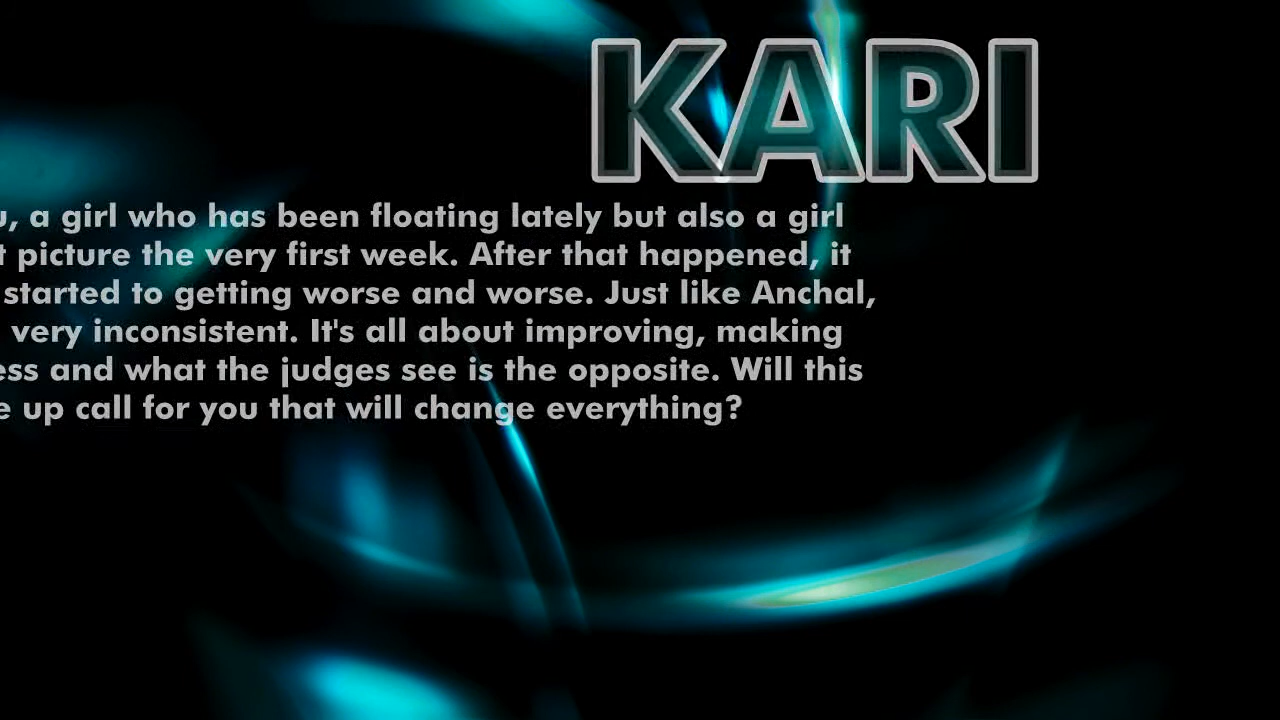 KARI
a girl who has been floating lately but also a girl
picture the very first week. After that happened, it
started to getting worse and worse. Just like Anchal,
very inconsistent. It's all about improving, making
and what the judges see is the opposite. Will this
up call for you that will change everything?